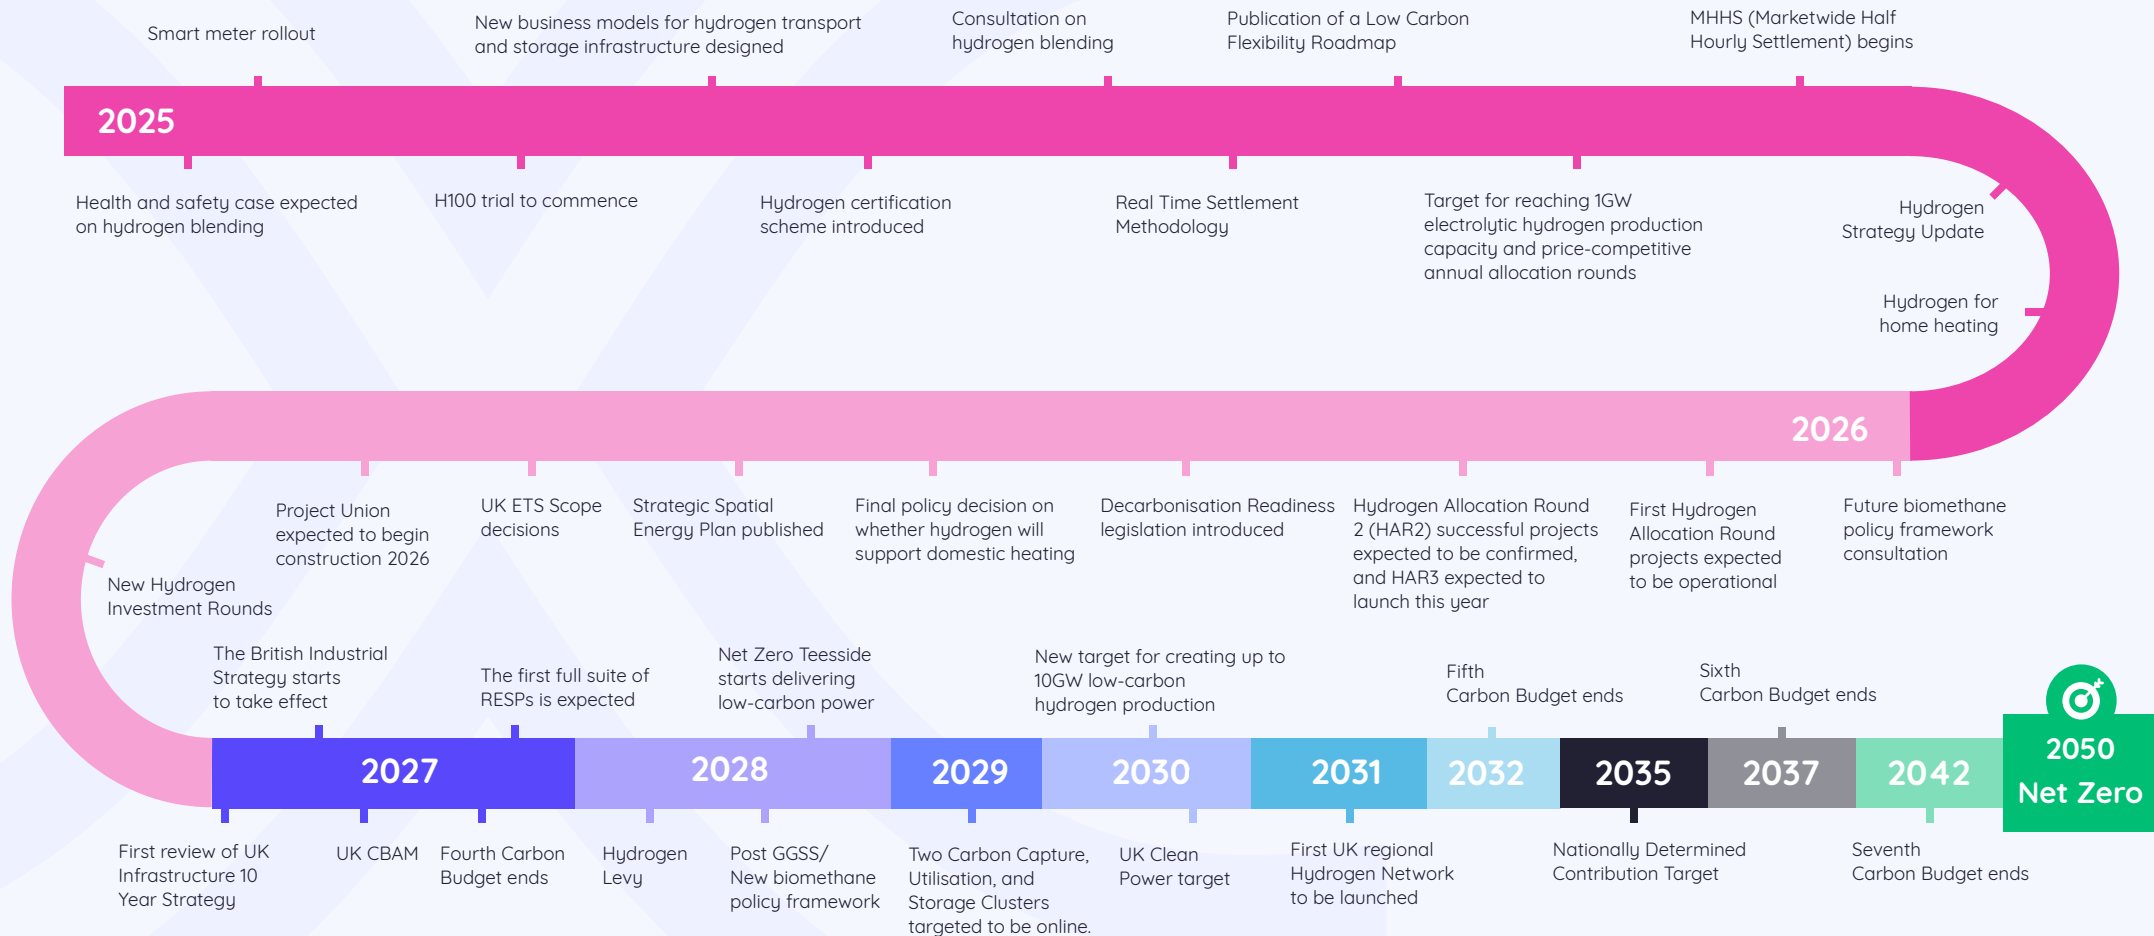 Smart meter rollout
New business models for hydrogen transport
and storage infrastructure designed
Consultation on
hydrogen blending
Publication of a Low Carbon
Flexibility Roadmap
MHHS (Marketwide Half
Hourly Settlement) begins
2025
Health and safety case expected
on hydrogen blending
H100 trial to commence
Hydrogen certification
scheme introduced
Real Time Settlement
Methodology
Target for reaching 1GW
electrolytic hydrogen production
capacity and price-competitive
annual allocation rounds
Hydrogen
Strategy Update
Hydrogen for
home heating
2026
Future biomethane
policy framework
consultation
First Hydrogen
Allocation Round
projects expected
to be operational
Hydrogen Allocation Round
2 (HAR2) successful projects
expected to be confirmed,
and HAR3 expected to
launch this year
Decarbonisation Readiness
legislation introduced
Final policy decision on
whether hydrogen will
support domestic heating
Strategic Spatial
Energy Plan published
UK ETS Scope
decisions
Project Union
expected to begin
construction 2026
New Hydrogen
Investment Rounds
The British Industrial
Strategy starts
to take effect
The first full suite of
RESPs is expected
Net Zero Teesside
starts delivering
low-carbon power
New target for creating up to
10GW low-carbon
hydrogen production
Fifth
Carbon Budget ends
Sixth
Carbon Budget ends
2027
2028
2029
2030
2031
2032
2035
2037
2042
2050
Net Zero
First review of UK
Infrastructure 10
Year Strategy
UK CBAM
Fourth Carbon
Budget ends
Hydrogen
Levy
Post GGSS/
New biomethane
policy framework
Two Carbon Capture,
Utilisation, and
Storage Clusters
targeted to be online.
UK Clean
Power target
First UK regional
Hydrogen Network
to be launched
Nationally Determined
Contribution Target
Seventh
Carbon Budget ends